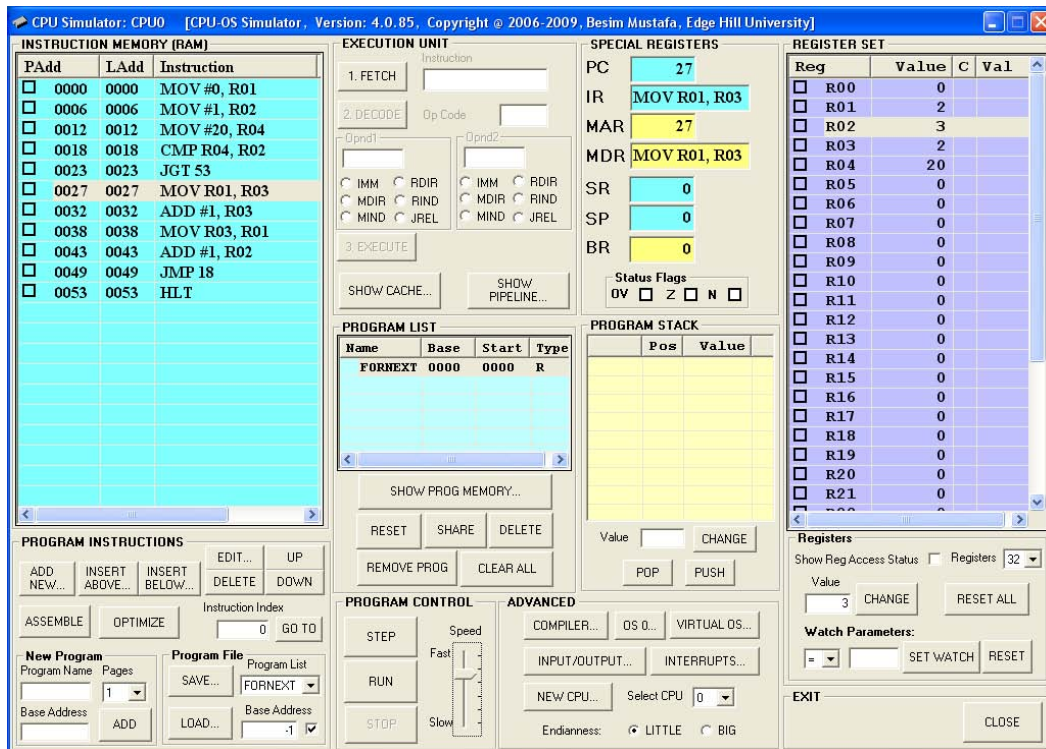 CPU Simulator: CPU0 [CPU-OS Simulator, Version: 4.0.85, Copyright @ 2006-2009, Besim Mustafa, Edge Hill University]
INSTRUCTION MEMORY (RAM)
PAdd LAdd Instruction
0000 0000 MOV #0, R01
0006 0006 MOV #1, R02
0012 0012 MOV #20, R04
0018 0018 CMP R04, R02
0023 0023 JGT 53
0027 0027 MOV R01, R03
0032 0032 ADD #1, R03
0038 0038 MOV R03, R01
0043 0043 ADD #1, R02
0049 0049 JMP 18
0053 0053 HLT
PROGRAM INSTRUCTIONS
ADD NEW... INSERT ABOVE... INSERT BELOW... EDIT... UP
DELETE DOWN
ASSEMBLE OPTIMIZE Instruction Index
0 GO TO
New Program
Program Name Pages
1
Base Address
ADD
Program File
Program List
SAVE... FORNEXT
Base Address
LOAD... -1
EXECUTION UNIT
Instruction
1. FETCH
2. DECODE Op Code
Opnd1 Opnd2
IMM RDIR IMM RDIR
MDIR RIND MDIR RIND
MIND JREL MIND JREL
3. EXECUTE
SHOW CACHE... SHOW PIPELINE...
PROGRAM LIST
Name Base Start Type
FORNEXT 0000 0000 R
SHOW PROG MEMORY...
RESET SHARE DELETE
REMOVE PROG CLEAR ALL
PROGRAM CONTROL
STEP Speed
Fast
RUN
STOP Slow
SPECIAL REGISTERS
PC 27
IR MOV R01, R03
MAR 27
MDR MOV R01, R03
SR 0
SP 0
BR 0
Status Flags
OV Z N
PROGRAM STACK
Pos Value
Value CHANGE
POP PUSH
ADVANCED
COMPILER... OS 0... VIRTUAL OS...
INPUT/OUTPUT... INTERRUPTS...
NEW CPU... Select CPU 0
Endianness: LITTLE BIG
REGISTER SET
Reg Value C Val
R00 0
R01 2
R02 3
R03 2
R04 20
R05 0
R06 0
R07 0
R08 0
R09 0
R10 0
R11 0
R12 0
R13 0
R14 0
R15 0
R16 0
R17 0
R18 0
R19 0
R20 0
R21 0
Registers
Show Reg Access Status Registers 32
Value
3 CHANGE RESET ALL
Watch Parameters:
= SET WATCH RESET
EXIT
CLOSE